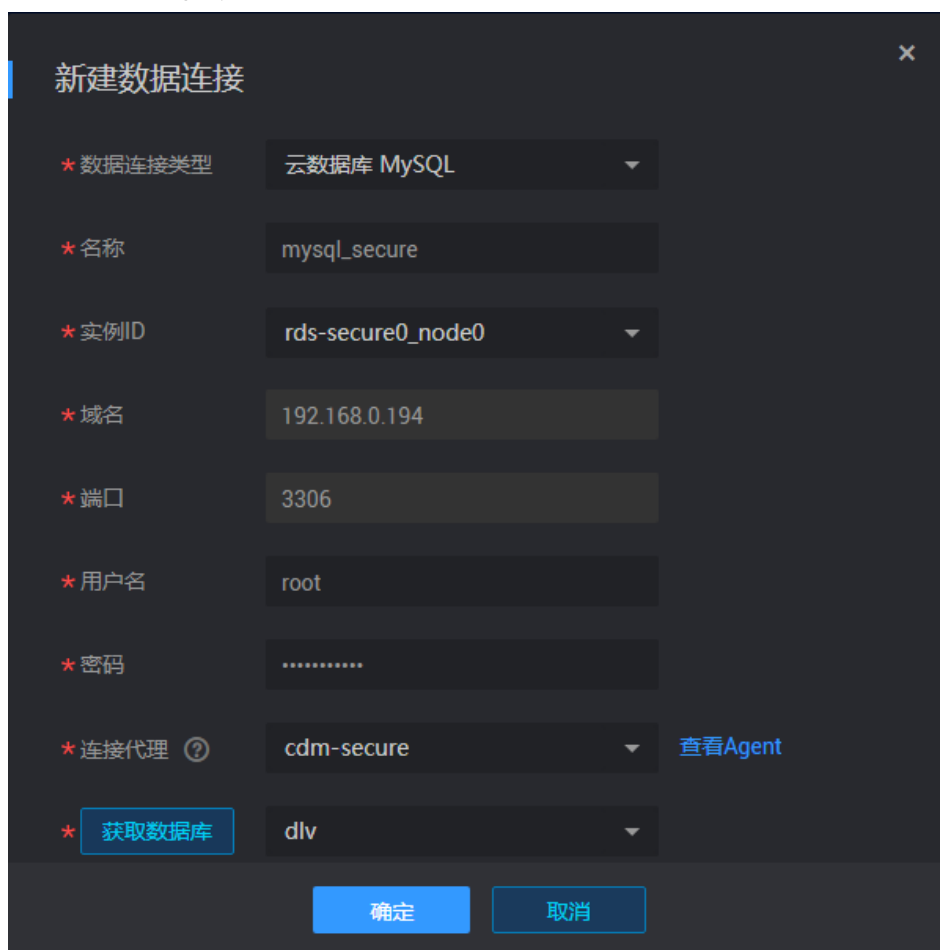 新建数据连接
×
* 数据连接类型 云数据库 MySQL
* 名称 mysql_secure
* 实例ID rds-secure0_node0
* 域名 192.168.0.194
* 端口 3306
* 用户名 root
* 密码 ···········
* 连接代理 ? cdm-secure 查看Agent
* 获取数据库 dlv
确定 取消